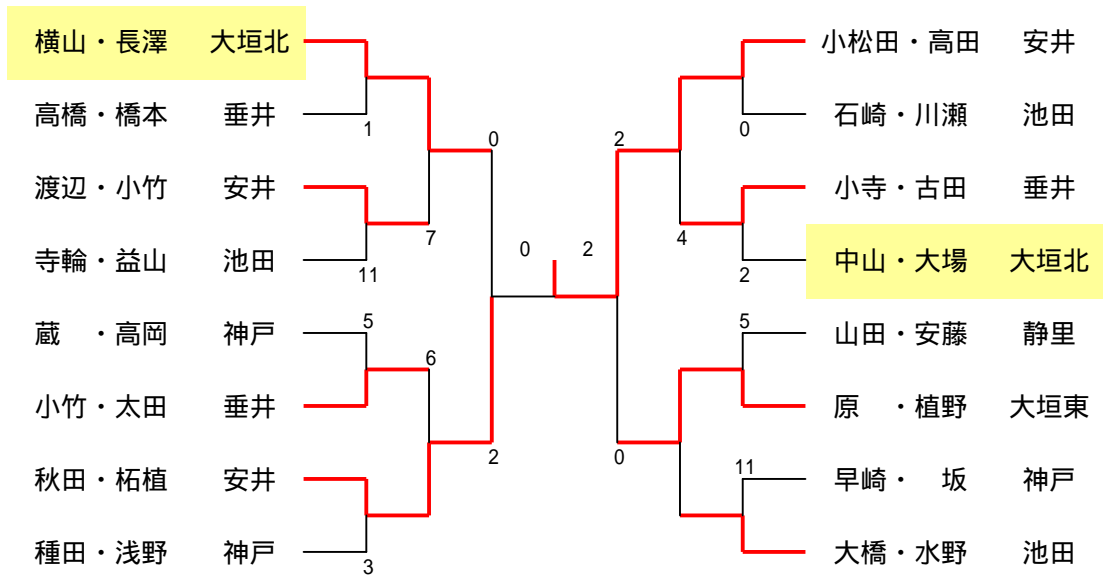 横山・長澤 大垣北
高橋・橋本 垂井
渡辺・小竹 安井
寺輪・益山 池田
蔵 ・高岡 神戸
小竹・太田 垂井
秋田・柘植 安井
種田・浅野 神戸
1
11
5
3
7
6
0
2
0 2
2
0
4
0
2
5
11
小松田・高田 安井
石崎・川瀬 池田
小寺・古田 垂井
中山・大場 大垣北
山田・安藤 静里
原 ・植野 大垣東
早崎・ 坂 神戸
大橋・水野 池田